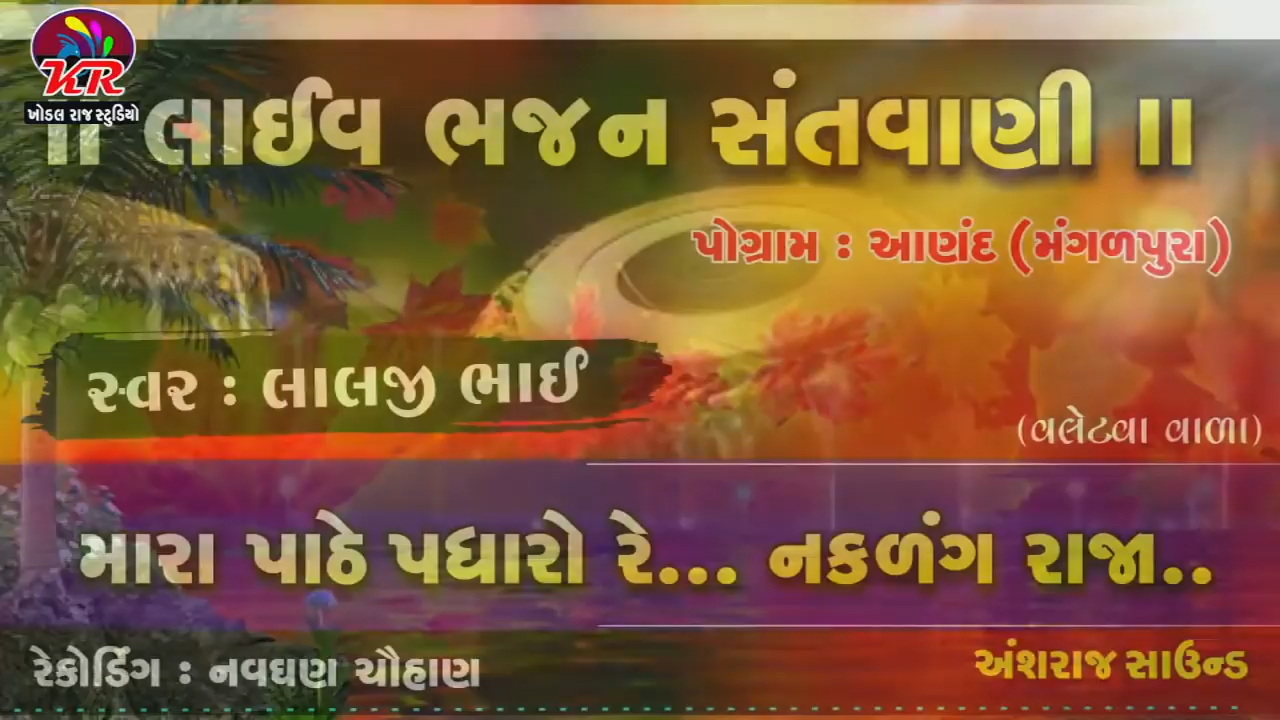 KR
ખોડલ રાજ સ્ટુડિયો
॥ લાઈવ ભજન સંતવાણી ॥
પોગ્રામ : આણંદ (મંગળપુરા)
સ્વર : લાલજી ભાઈ
(વલેટવા વાળા)
મારા પાઠે પધારો રે... નકળંગ રાજા..
રેકોર્ડિંગ : નવઘણ ચૌહાણ
અંશરાજ સાઉન્ડ